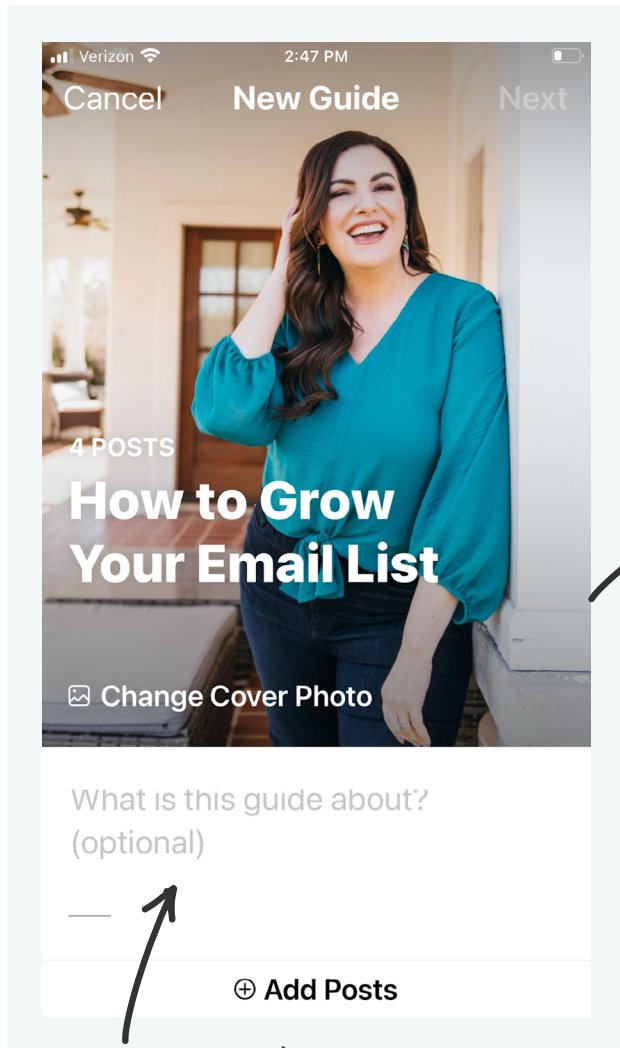 Verizon 2:47 PM
Cancel New Guide Next
4 POSTS
How to Grow
Your Email List
Change Cover Photo
What is this guide about?
(optional)
Add Posts